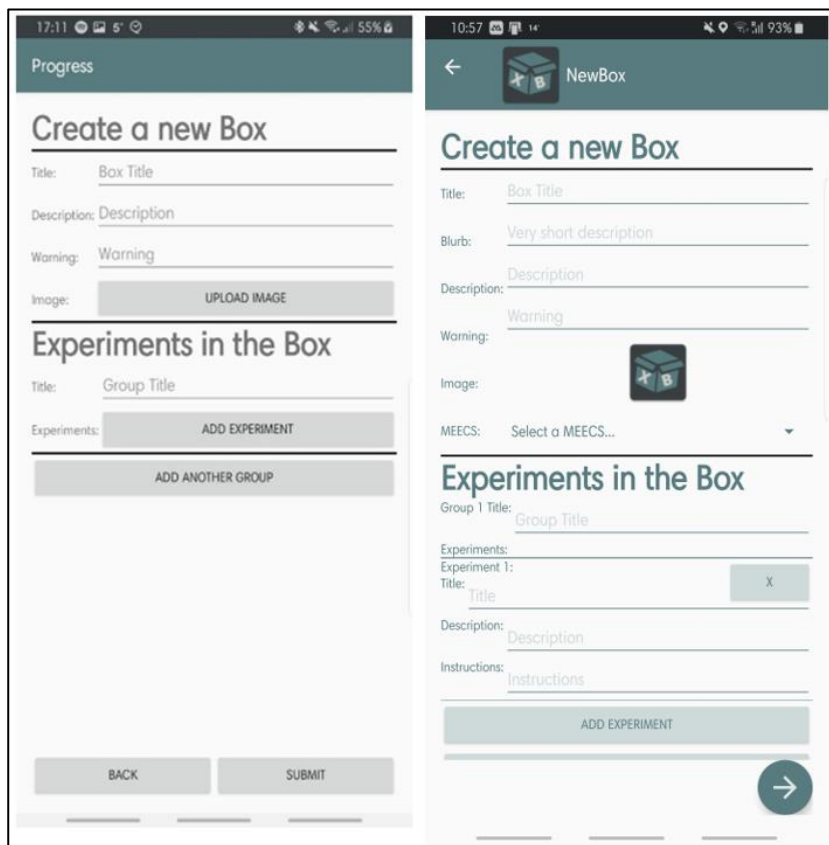 17:11 5° 55%
Progress
Create a new Box
Title: Box Title
Description: Description
Warning: Warning
Image: UPLOAD IMAGE
Experiments in the Box
Title: Group Title
Experiments: ADD EXPERIMENT
ADD ANOTHER GROUP
BACK SUBMIT
10:57 14° 93%
X B NewBox
Create a new Box
Title: Box Title
Blurb: Very short description
Description: Description
Warning: Warning
Image: X B
MEECS: Select a MEECS...
Experiments in the Box
Group 1 Title: Group Title
Experiments:
Experiment 1:
Title: Title X
Description: Description
Instructions: Instructions
ADD EXPERIMENT